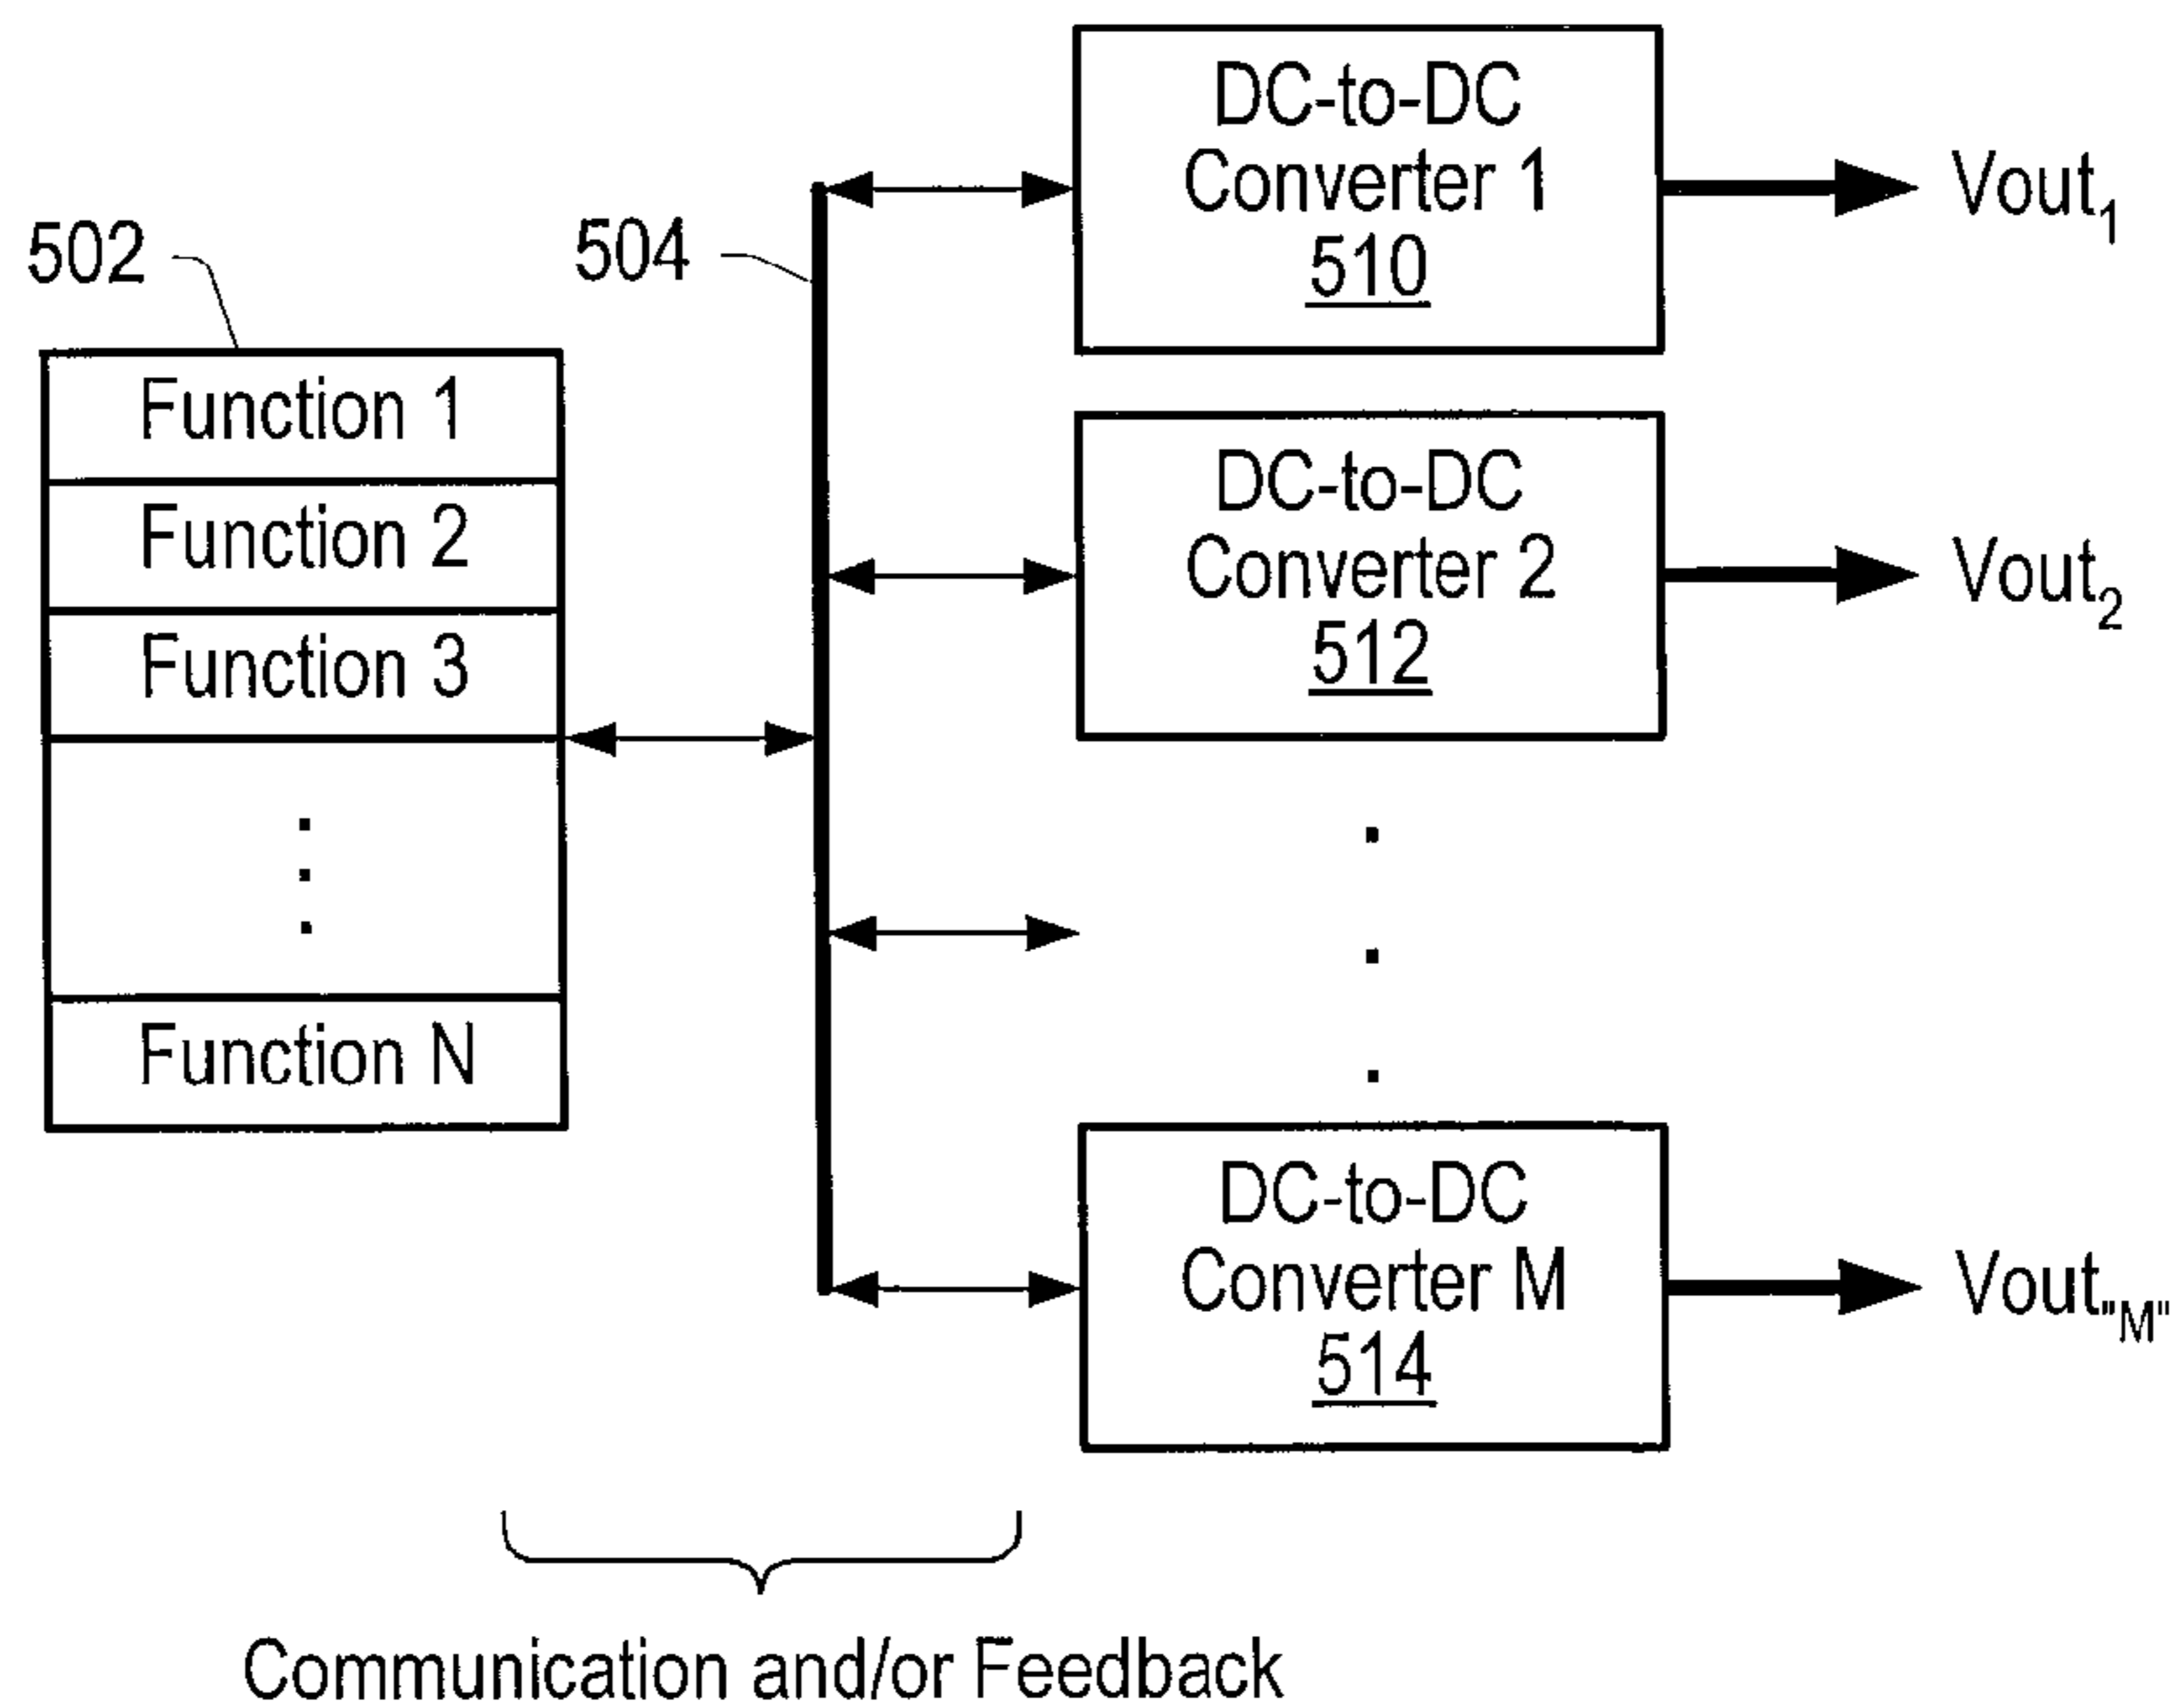 502
504
Function 1
Function 2
Function 3
Function N
DC-to-DC
Converter 1
510
Vout1
DC-to-DC
Converter 2
512
Vout2
DC-to-DC
Converter M
514
Vout"M"
Communication and/or Feedback